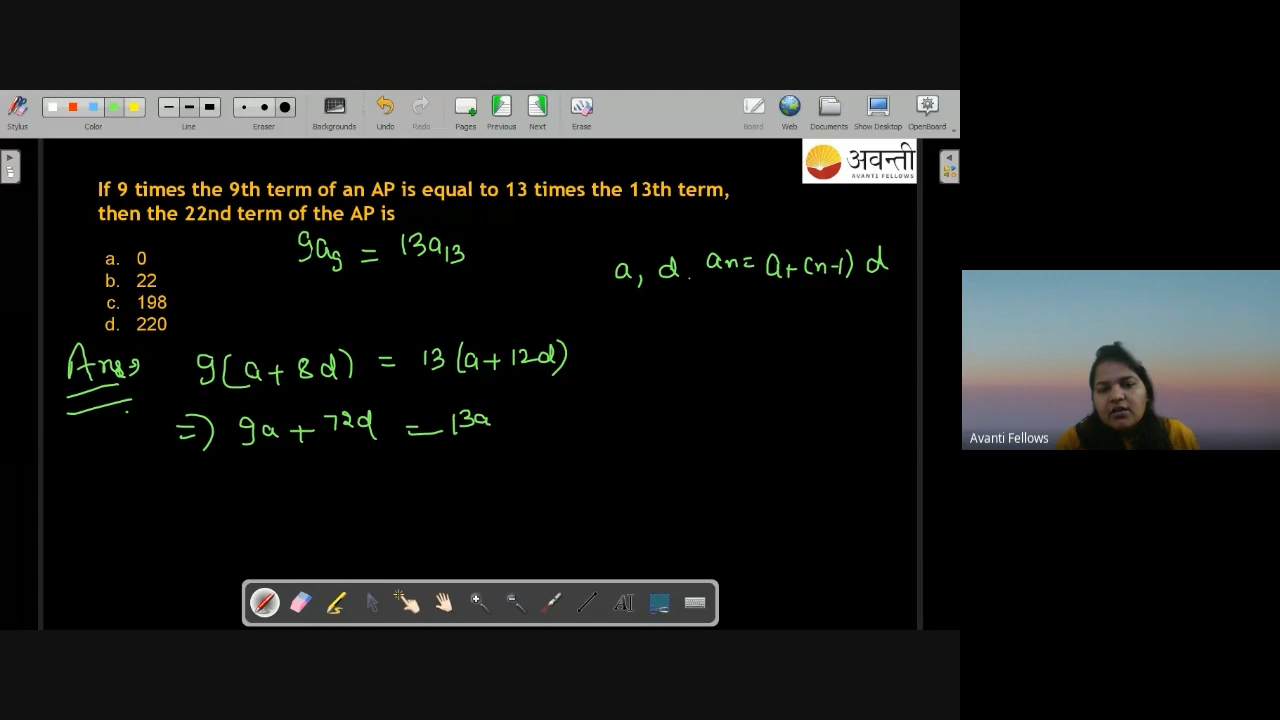 Stylus
Color
Line
Eraser
Backgrounds
Undo
Redo
Pages
Previous
Next
Erase
Board
Web
Documents
Show Desktop
OpenBoard
अवन्ती
AVANTI FELLOWS
If 9 times the 9th term of an AP is equal to 13 times the 13th term,
then the 22nd term of the AP is
9a9 = 13a13
a, d. an = a+(n-1) d
a. 0
b. 22
c. 198
d. 220
Ans, 9(a+8d) = 13(a+12d)
=) 9a + 72d = 13a
AI
Avanti Fellows